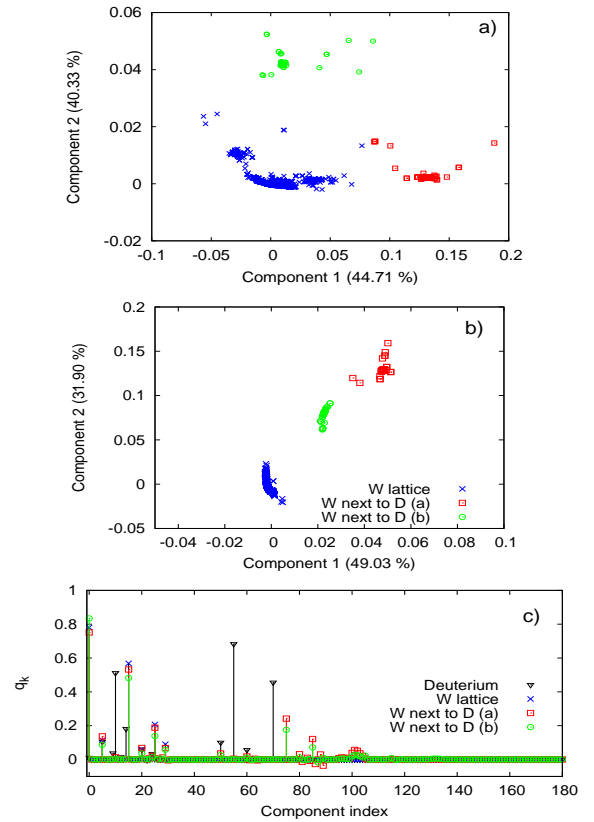 0.06
0.04
0.02
0
-0.02
Component 2 (40.33 %)
a)
-0.1
-0.05
0
0.05
0.1
0.15
0.2
Component 1 (44.71 %)
0.2
0.15
0.1
0.05
0
-0.05
Component 2 (31.90 %)
b)
W lattice
W next to D (a)
W next to D (b)
-0.04
-0.02
0
0.02
0.04
0.06
0.08
0.1
Component 1 (49.03 %)
1
0.8
0.6
0.4
0.2
0
qk
c)
Deuterium
W lattice
W next to D (a)
W next to D (b)
0
20
40
60
80
100
120
140
160
180
Component index